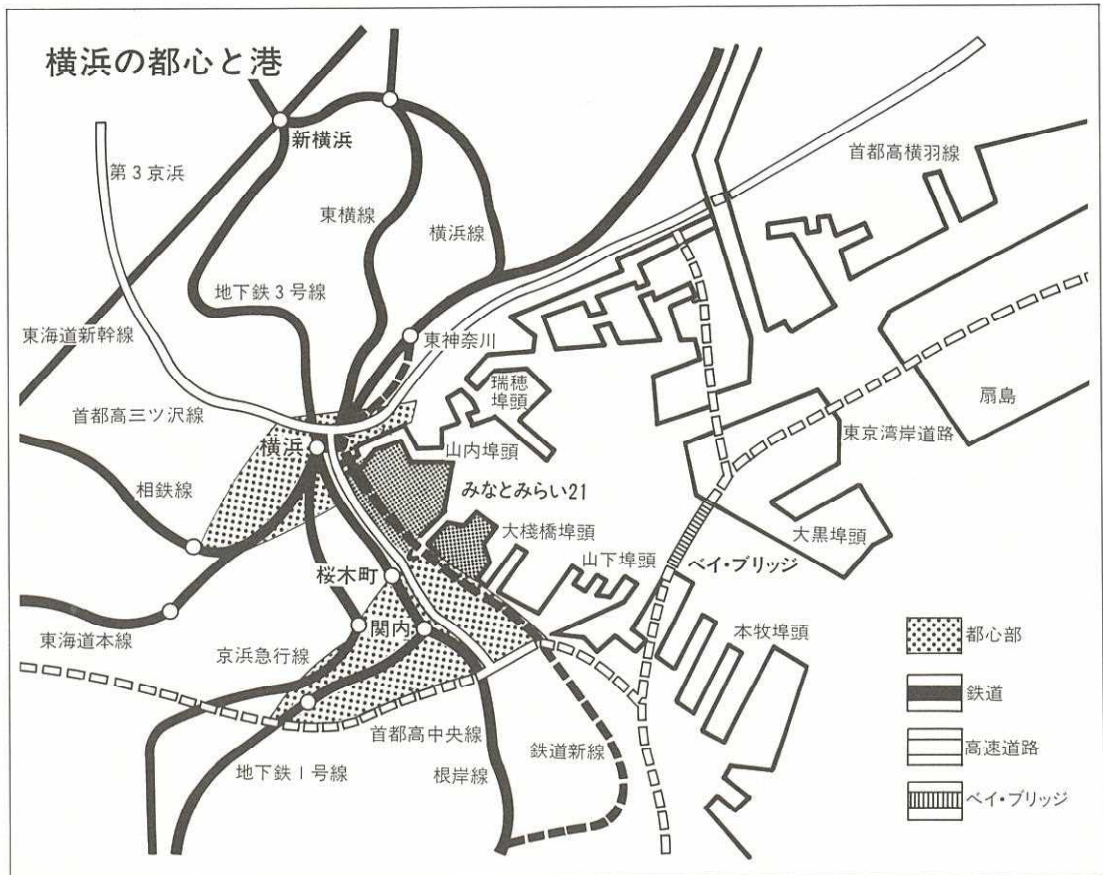 横浜の都心と港
新横浜
第3京浜
東横線
横浜線
首都高横羽線
地下鉄3号線
東海道新幹線
東神奈川
首都高三ツ沢線
瑞穂
埠頭
扇島
横浜
山内埠頭
東京湾岸道路
相鉄線
みなとみらい21
大棧橋埠頭
大黒埠頭
山下埠頭
ベイ・ブリッジ
桜木町
関内
本牧埠頭
東海道本線
京浜急行線
首都高中央線
鉄道新線
地下鉄1号線
根岸線
都心部
鉄道
高速道路
ベイ・ブリッジ